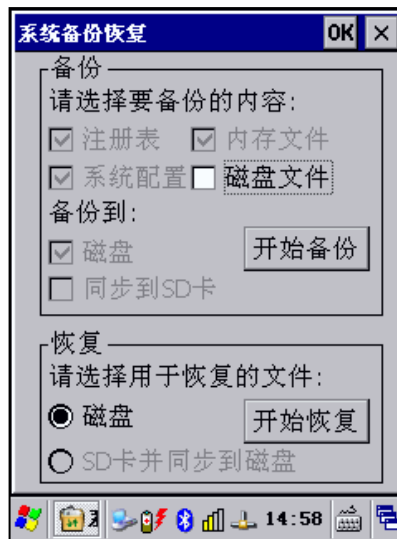 系统备份恢复 OK ×
备份
请选择要备份的内容:
注册表 内存文件
系统配置 磁盘文件
备份到:
磁盘 开始备份
同步到SD卡
恢复
请选择用于恢复的文件:
磁盘 开始恢复
SD卡并同步到磁盘
14:58